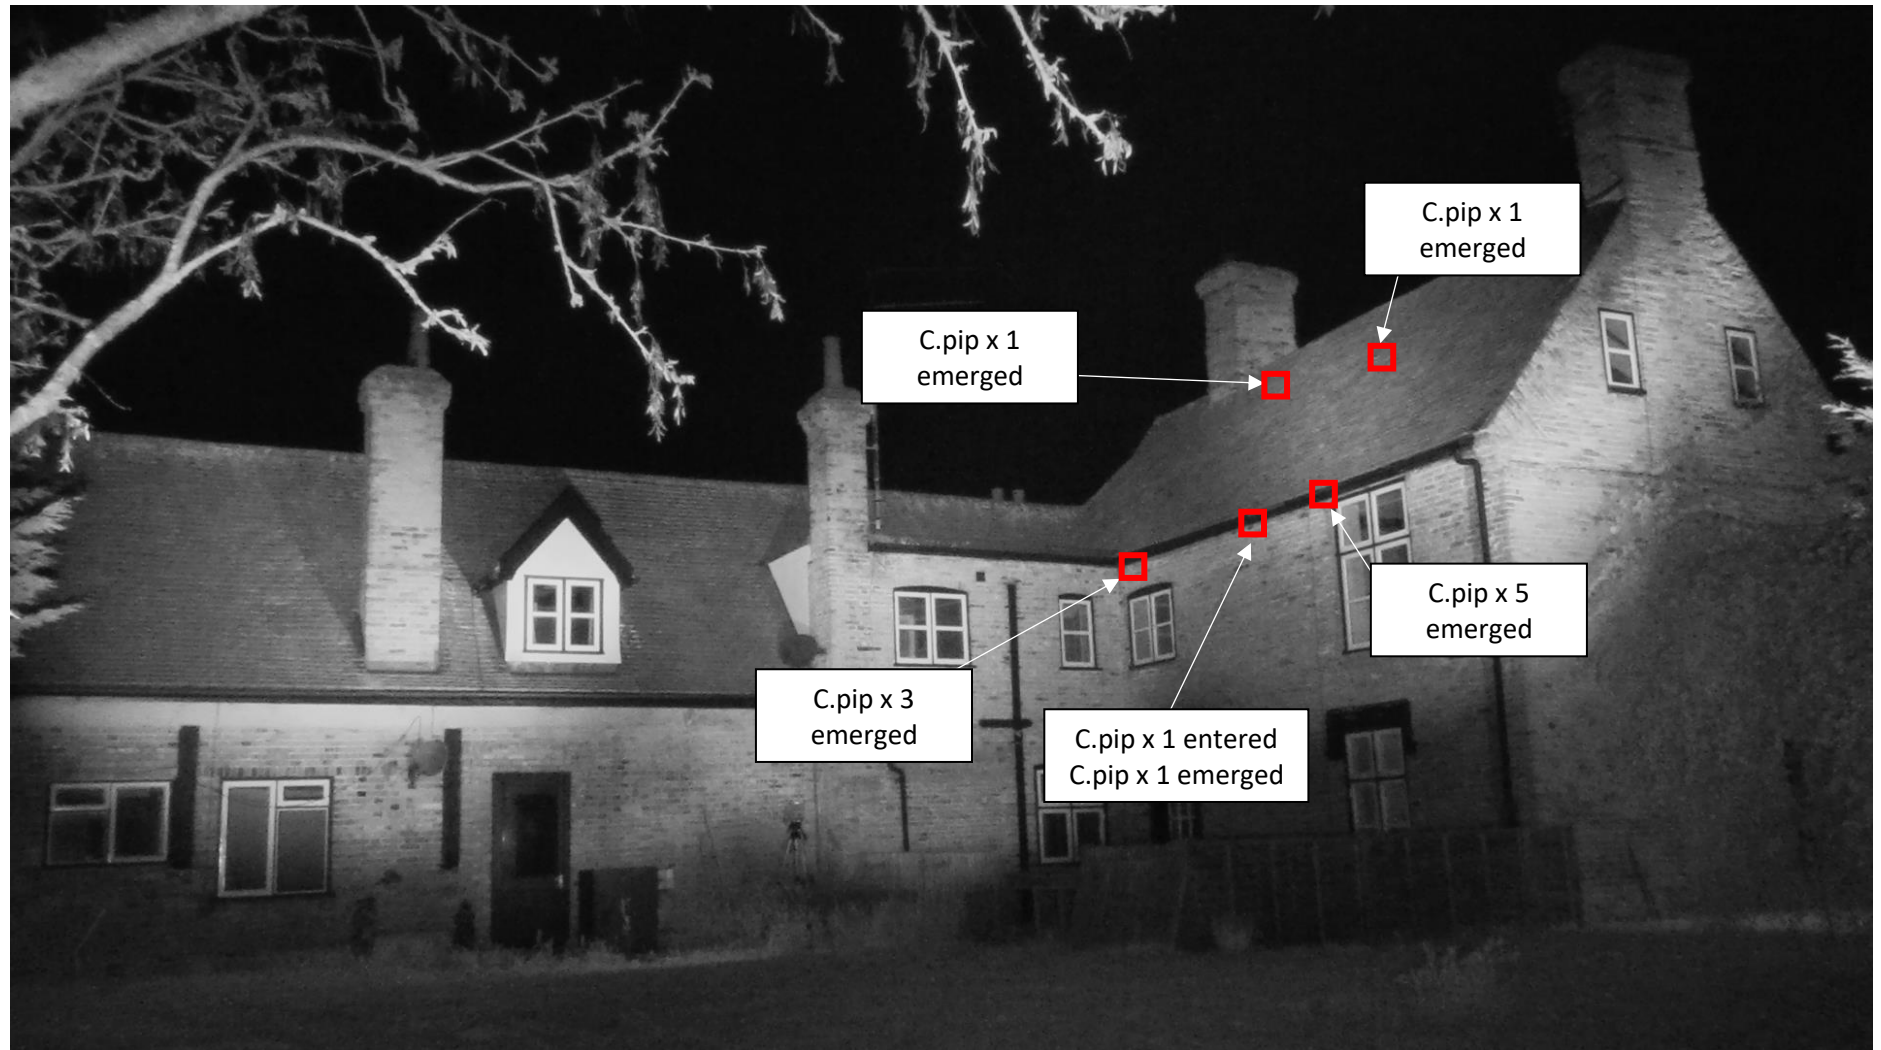 C.pip x 1
emerged
C.pip x 1
emerged
C.pip x 5
emerged
C.pip x 3
emerged
C.pip x 1 entered
C.pip x 1 emerged